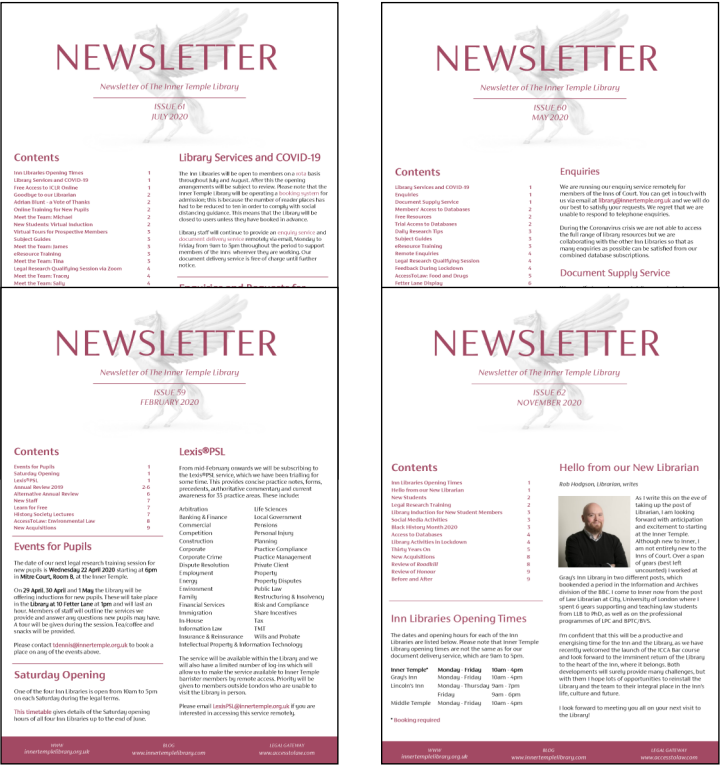 NEWSLETTER
Newsletter of The Inner Temple Library
ISSUE 61
JULY 2020
Contents
Inn Libraries Opening Times 1
Library Services and COVID-19 1
Free Access to ICLR Online 1
Goodbye to our Librarian 2
Adrian Blunt - a Vote of Thanks 2
Online Training for New Pupils 2
Meet the Team: Michael 2
New Students: Virtual Induction 2
Virtual Tours for Prospective Members 2
Subject Guides 3
Meet the Team: James 3
eResource Training 3
Meet the Team: Tina 3
Legal Research Qualifying Session via Zoom 4
Meet the Team: Tracey 4
Meet the Team: Sally 4
Library Services and COVID-19
The Inn Libraries will be open to members on a rota basis
throughout July and August. After this the opening
arrangements will be subject to review. Please note that the
Inner Temple Library will be operating a booking system for
admission; this is because the number of reader places has
had to be reduced to ten in order to comply with social
distancing guidance. This means that the Library will be
closed to users unless they have booked in advance.
Library staff will continue to provide an enquiry service and
document delivery service remotely via email, Monday to
Friday from 9am to 5pm throughout the period to support
members of the Inns wherever they are working. Our
document delivery service is free of charge until further
notice.
NEWSLETTER
Newsletter of The Inner Temple Library
ISSUE 60
MAY 2020
Contents
Library Services and COVID-19 1
Enquiries 1
Document Supply Service 1
Members' Access to Databases 2
Free Resources 2
Trial Access to Databases 2
Daily Research Tips 3
Subject Guides 3
eResource Training 3
Remote Enquiries 4
Legal Research Qualifying Session 4
Feedback During Lockdown 4
AccessToLaw: Food and Drugs 5
Fetter Lane Display 6
Enquiries
We are running our enquiry service remotely for
members of the Inns of Court. You can get in touch with
us via email at library@innertemple.org.uk and we will do
our best to satisfy your requests. We regret that we are
unable to respond to telephone enquiries.
During the Coronavirus crisis we are not able to access
the full range of library resources but we are
collaborating with the other Inn Libraries so that as
many enquiries as possible can be satisfied from our
combined database subscriptions.
Document Supply Service
NEWSLETTER
Newsletter of The Inner Temple Library
ISSUE 59
FEBRUARY 2020
Contents
Events for Pupils 1
Saturday Opening 1
Lexis®PSL 1
Annual Review 2019 2-6
Alternative Annual Review 6
New Staff 7
Learn for Free 7
History Society Lectures 7
AccessToLaw: Environmental Law 8
New Acquisitions 9
Events for Pupils
The date of our next legal research training session for
new pupils is Wednesday 22 April 2020 starting at 6pm
in Mitre Court, Room B, at the Inner Temple.
On 29 April, 30 April and 1 May the Library will be
offering inductions for new pupils. These will take place
in the Library at 10 Fetter Lane at 1pm and will last an
hour. Members of staff will outline the services we
provide and answer any questions new pupils may have.
A tour will be given during the session. Tea/coffee and
snacks will be provided.
Please contact tdennis@innertemple.org.uk to book a
place on any of the events above.
Saturday Opening
One of the four Inn Libraries is open from 10am to 5pm
on each Saturday during the legal terms.
This timetable gives details of the Saturday opening
hours of all four Inn Libraries up to the end of June.
Lexis®PSL
From mid-February onwards we will be subscribing to
the Lexis®PSL service, which we have been trialling for
some time. This provides concise practice notes, forms,
precedents, authoritative commentary and current
awareness for 33 practice areas. These include:
Arbitration Life Sciences
Banking & Finance Local Government
Commercial Pensions
Competition Personal Injury
Construction Planning
Corporate Practice Compliance
Corporate Crime Practice Management
Dispute Resolution Private Client
Employment Property
Energy Property Disputes
Environment Public Law
Family Restructuring & Insolvency
Financial Services Risk and Compliance
Immigration Share Incentives
In-House Tax
Information Law TMT
Insurance & Reinsurance Wills and Probate
Intellectual Property & Information Technology
The service will be available within the Library and we
will also have a limited number of log ins which will
allow us to make the service available to Inner Temple
barrister members by remote access. Priority will be
given to members outside London who are unable to
visit the Library in person.
Please email LexisPSL@innertemple.org.uk if you are
interested in accessing this service remotely.
WWW
innertemplelibrary.org.uk
BLOG
www.innertemplelibrary.com
LEGAL GATEWAY
www.accesstolaw.com
NEWSLETTER
Newsletter of The Inner Temple Library
ISSUE 62
NOVEMBER 2020
Contents
Inn Libraries Opening Times 1
Hello from our New Librarian 1
New Students 2
Legal Research Training 2
Library Induction for New Student Members 3
Social Media Activities 3
Black History Month 2020 3
Access to Databases 4
Library Activities in Lockdown 4
Thirty Years On 5
New Acquisitions 8
Review of Roadkill 8
Review of Honour 8
Before and After 9
Inn Libraries Opening Times
The dates and opening hours for each of the Inn
Libraries are listed below. Please note that Inner Temple
Library opening times are not the same as for our
document delivery service, which are 9am to 5pm.
Inner Temple* Monday - Friday 10am - 4pm
Gray's Inn Monday - Friday 10am - 4pm
Lincoln's Inn Monday - Thursday 9am - 7pm
Friday 9am - 6pm
Middle Temple Monday - Friday 10am - 4pm
* Booking required
Hello from our New Librarian
Rob Hodgson, Librarian, writes
As I write this on the eve of
taking up the post of
Librarian, I am looking
forward with anticipation
and excitement to starting
at the Inner Temple.
Although new to Inner, I
am not entirely new to the
Inns of Court. Over a span
of years (best left
uncounted) I worked at
Gray's Inn Library in two different posts, which
bookended a period in the Information and Archives
division of the BBC. I come to Inner now from the post
of Law Librarian at City, University of London where I
spent 6 years supporting and teaching law students
from LLB to PhD, as well as on the professional
programmes of LPC and BPTC/BVS.
I'm confident that this will be a productive and
energising time for the Inn and the Library, as we have
recently welcomed the launch of the ICCA Bar course
and look forward to the imminent return of the Library
to the heart of the Inn, where it belongs. Both
developments will surely provide many challenges, but
with them I hope lots of opportunities to reinstall the
Library and the team to their integral place in the Inn's
life, culture and future.
I look forward to meeting you all on your next visit to
the Library!
WWW
innertemplelibrary.org.uk
BLOG
www.innertemplelibrary.com
LEGAL GATEWAY
www.accesstolaw.com